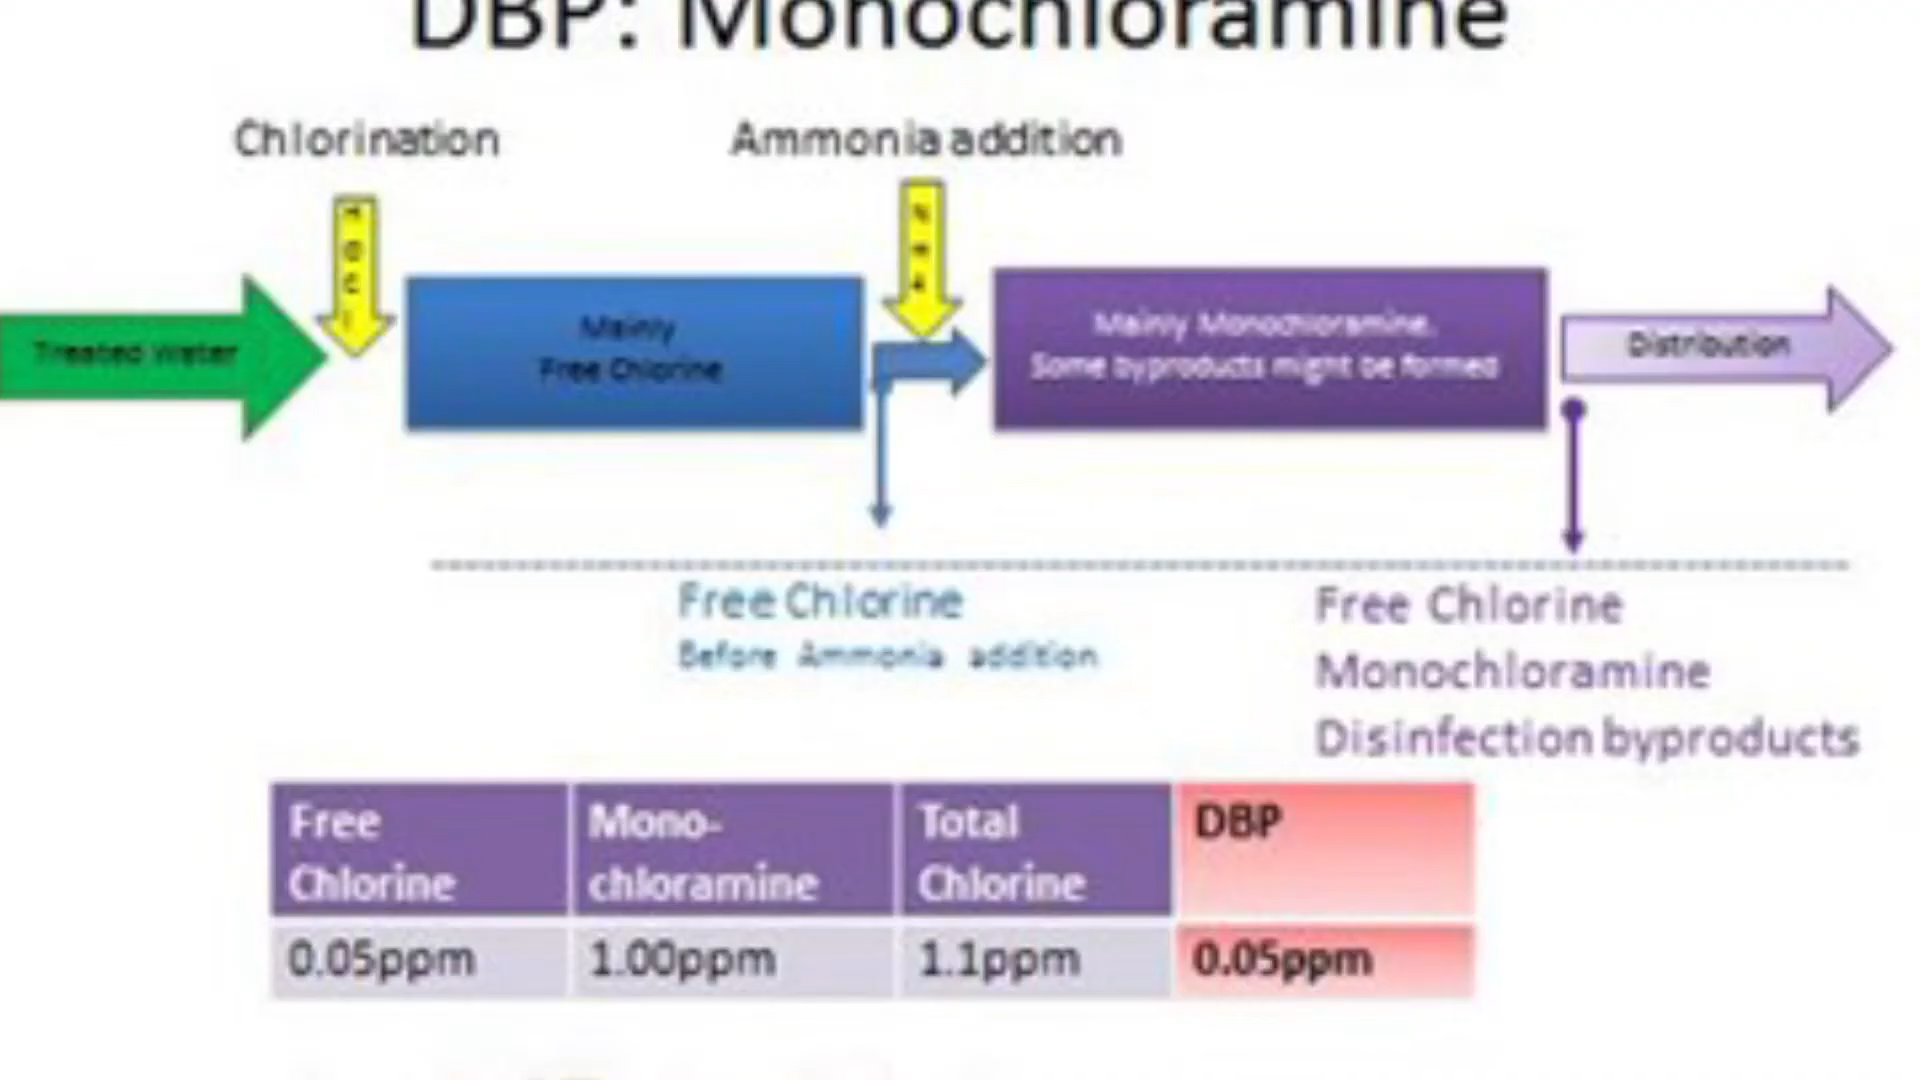 DBP: Monochloramine
Chlorination
Ammonia addition
HOCl
Treated Water
Mainly
Free Chlorine
Mainly Monochloramine.
Some byproducts might be formed
Distribution
Free Chlorine
Before Ammonia addition
Free Chlorine
Monochloramine
Disinfection byproducts
Free
Chlorine
Mono-
chloramine
Total
Chlorine
DBP
0.05ppm
1.00ppm
1.1ppm
0.05ppm